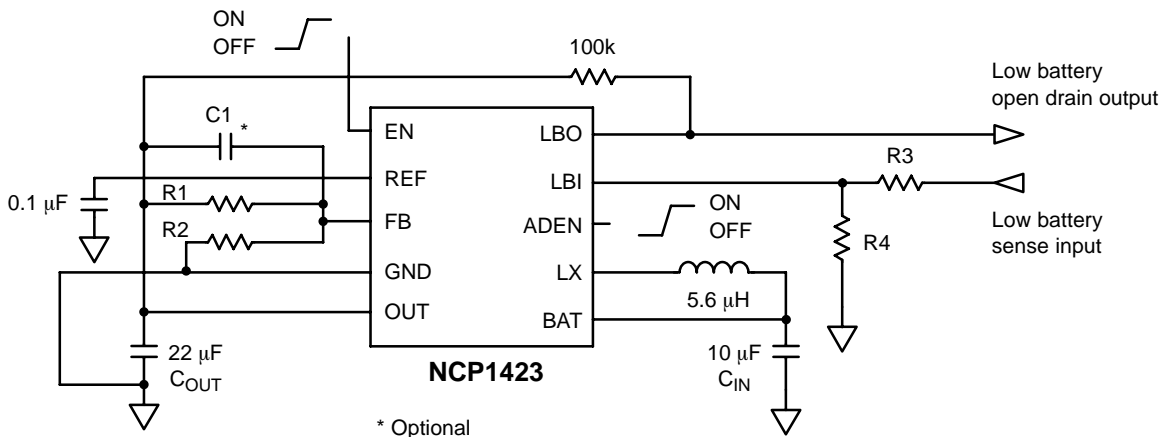 ON
OFF
100k
Low battery
open drain output
C1
*
EN
LBO
R3
REF
LBI
0.1 μF
R1
ON
OFF
FB
ADEN
R2
R4
Low battery
sense input
GND
LX
5.6 μH
OUT
BAT
22 μF
COUT
10 μF
CIN
NCP1423
* Optional